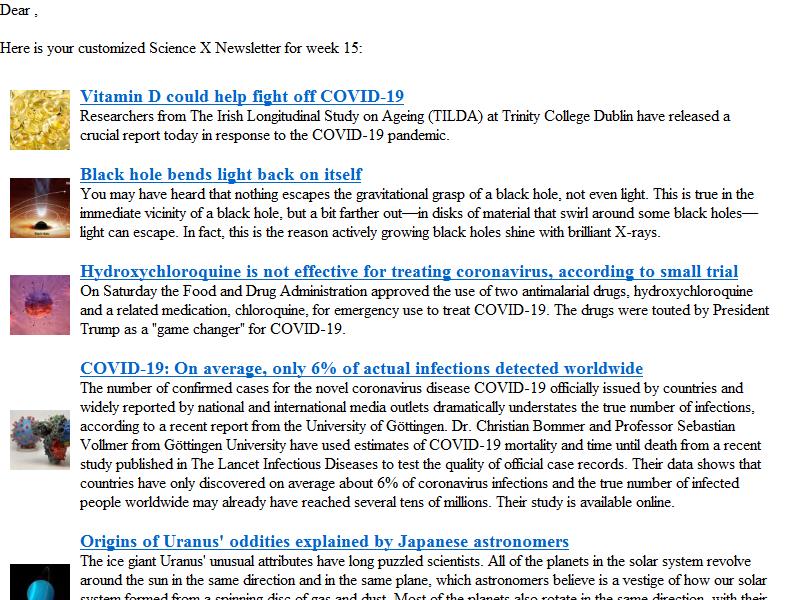 Dear ,
Here is your customized Science X Newsletter for week 15:
Vitamin D could help fight off COVID-19
Researchers from The Irish Longitudinal Study on Ageing (TILDA) at Trinity College Dublin have released a
crucial report today in response to the COVID-19 pandemic.
Black hole bends light back on itself
You may have heard that nothing escapes the gravitational grasp of a black hole, not even light. This is true in the
immediate vicinity of a black hole, but a bit farther out—in disks of material that swirl around some black holes—
light can escape. In fact, this is the reason actively growing black holes shine with brilliant X-rays.
Hydroxychloroquine is not effective for treating coronavirus, according to small trial
On Saturday the Food and Drug Administration approved the use of two antimalarial drugs, hydroxychloroquine
and a related medication, chloroquine, for emergency use to treat COVID-19. The drugs were touted by President
Trump as a "game changer" for COVID-19.
COVID-19: On average, only 6% of actual infections detected worldwide
The number of confirmed cases for the novel coronavirus disease COVID-19 officially issued by countries and
widely reported by national and international media outlets dramatically understates the true number of infections,
according to a recent report from the University of Göttingen. Dr. Christian Bommer and Professor Sebastian
Vollmer from Göttingen University have used estimates of COVID-19 mortality and time until death from a recent
study published in The Lancet Infectious Diseases to test the quality of official case records. Their data shows that
countries have only discovered on average about 6% of coronavirus infections and the true number of infected
people worldwide may already have reached several tens of millions. Their study is available online.
Origins of Uranus' oddities explained by Japanese astronomers
The ice giant Uranus' unusual attributes have long puzzled scientists. All of the planets in the solar system revolve
around the sun in the same direction and in the same plane, which astronomers believe is a vestige of how our solar
system formed from a spinning disc of gas and dust. Most of the planets also rotate in the same direction, with their